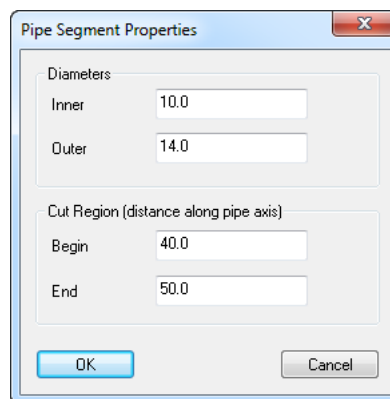 Pipe Segment Properties
Diameters
Inner 10.0
Outer 14.0
Cut Region (distance along pipe axis)
Begin 40.0
End 50.0
OK Cancel